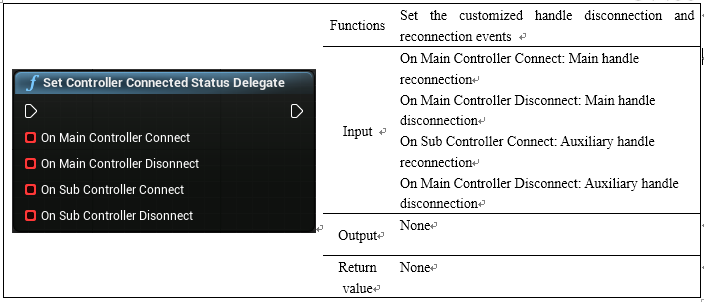 Set Controller Connected Status Delegate
On Main Controller Connect
On Main Controller Disonnect
On Sub Controller Connect
On Sub Controller Disonnect
Functions
Set the customized handle disconnection and
reconnection events
Input
On Main Controller Connect: Main handle
reconnection
On Main Controller Disconnect: Main handle
disconnection
On Sub Controller Connect: Auxiliary handle
reconnection
On Main Controller Disconnect: Auxiliary handle
disconnection
Output
None
Return
value
None